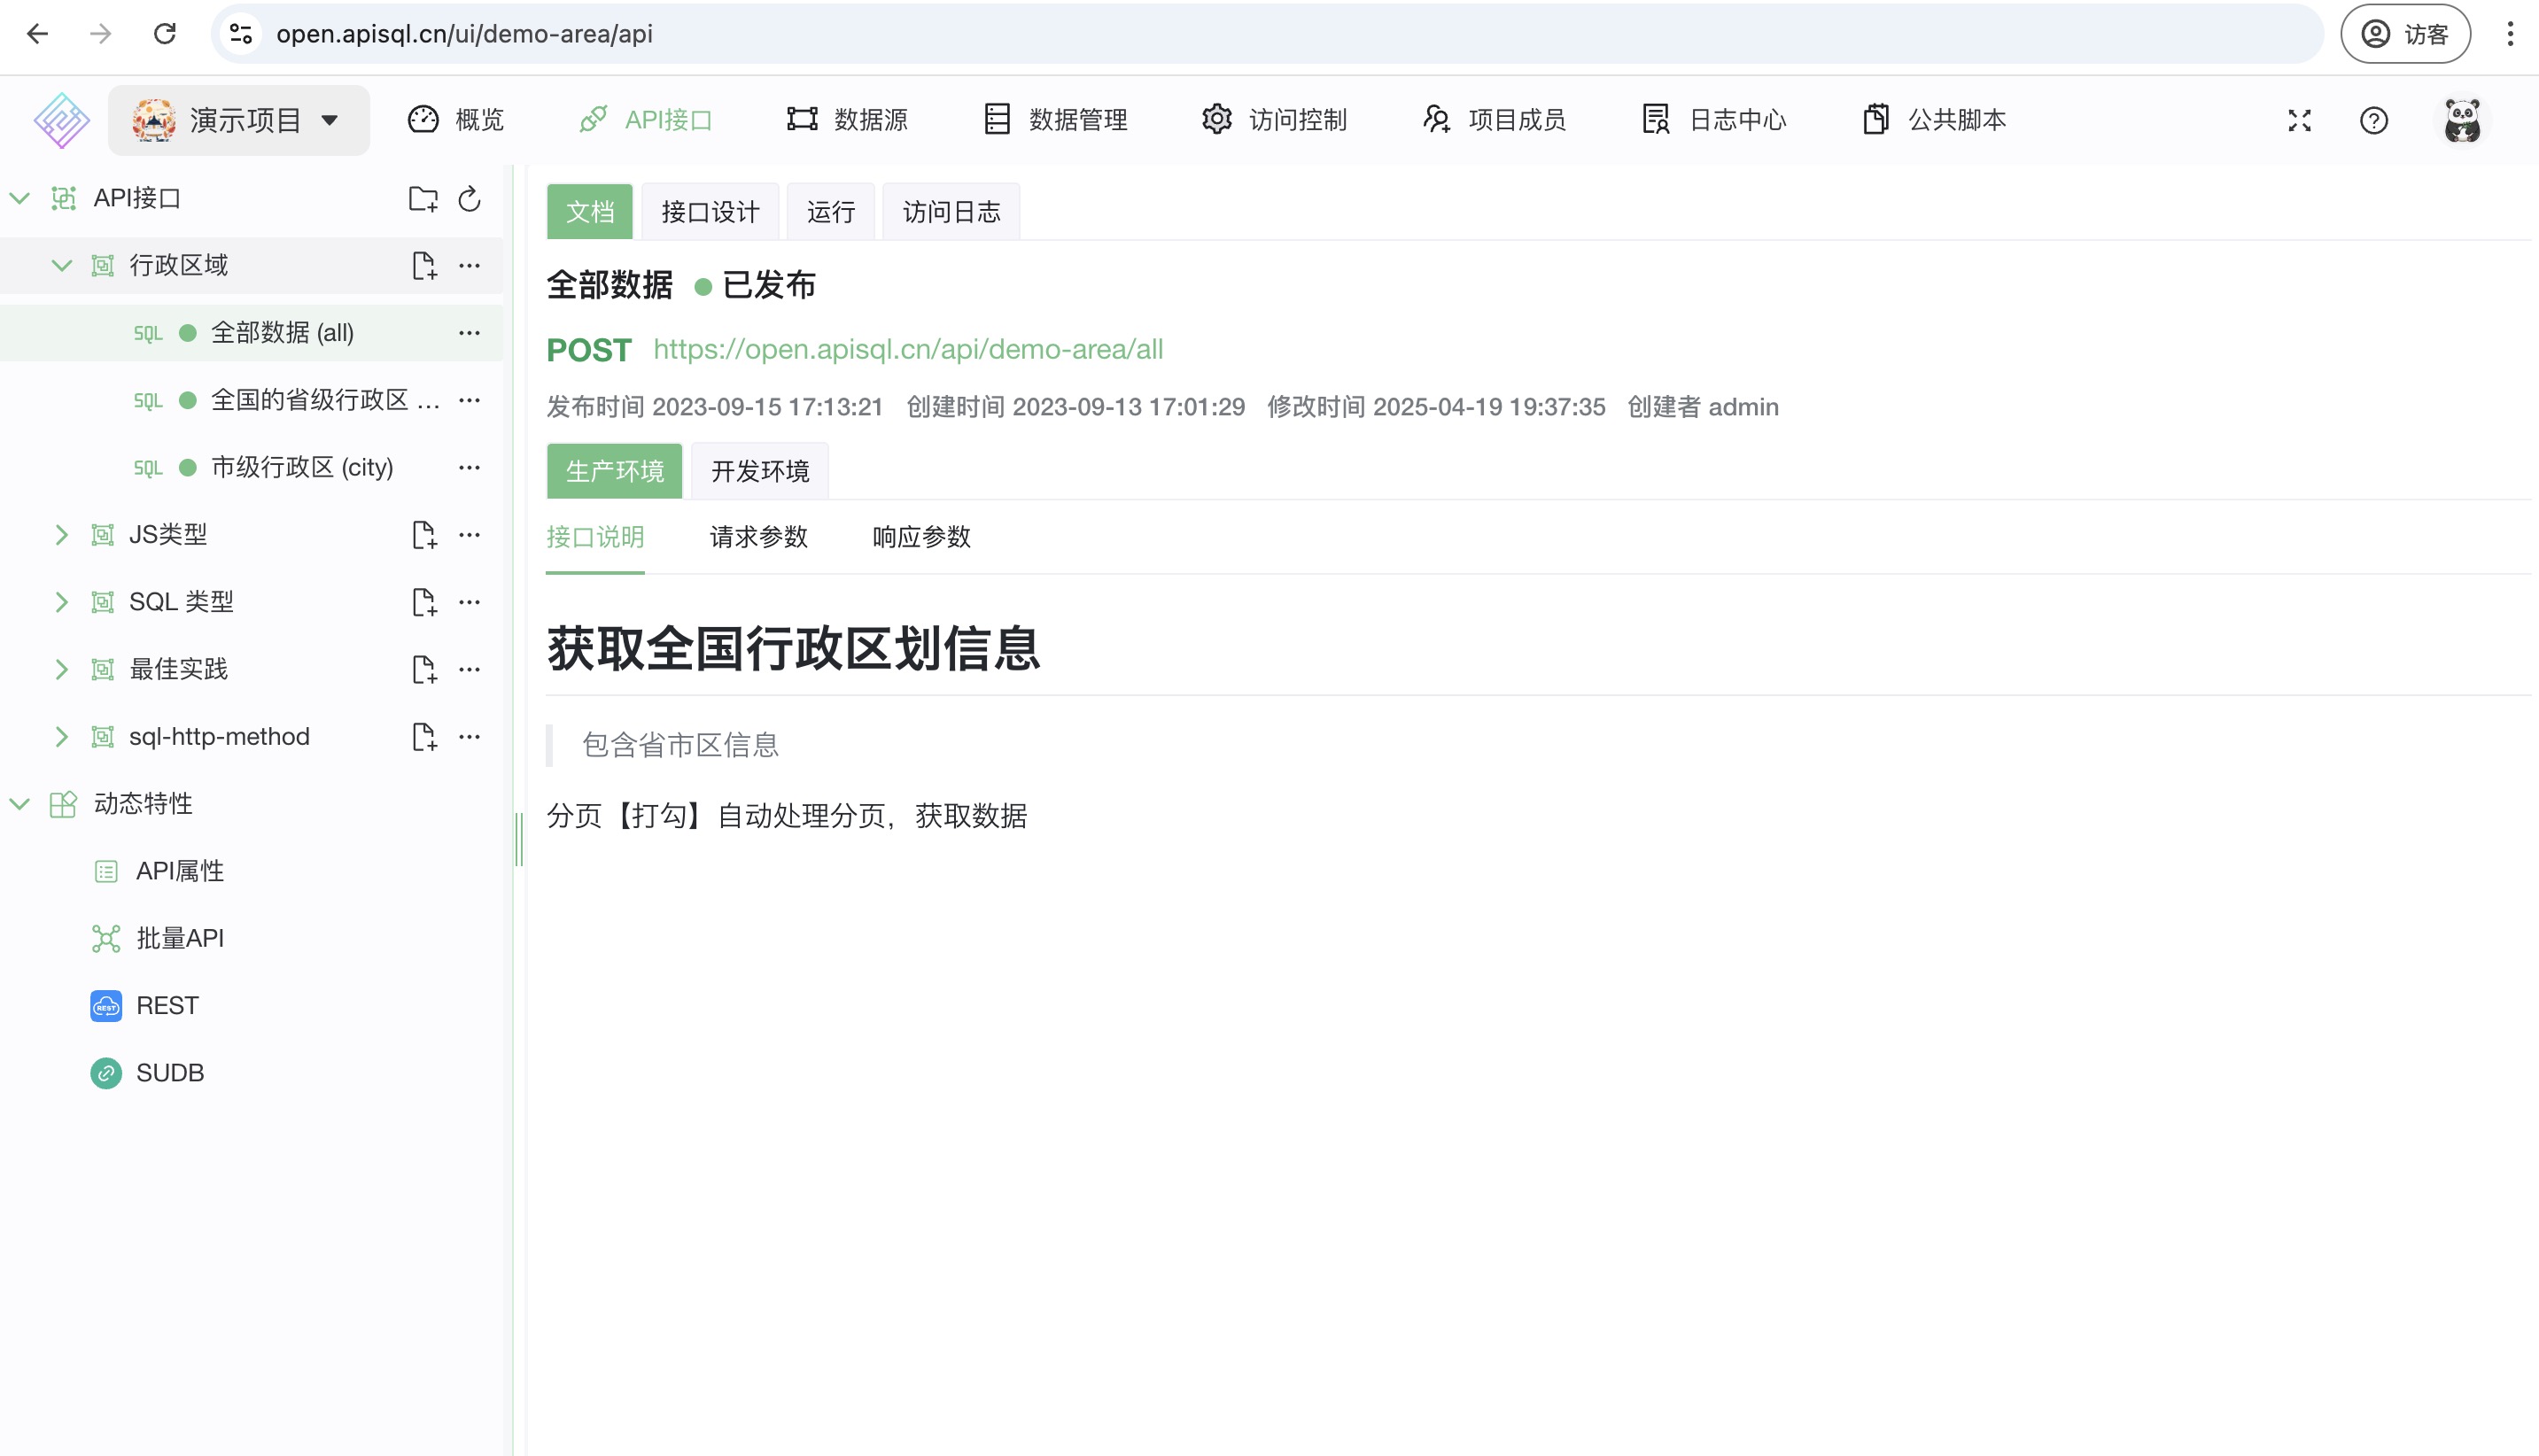 open.apisql.cn/ui/demo-area/api
访客
演示项目
概览
API接口
数据源
数据管理
访问控制
项目成员
日志中心
公共脚本
API接口
行政区域
SQL 全部数据 (all)
SQL 全国的省级行政区 ...
SQL 市级行政区 (city)
JS类型
SQL 类型
最佳实践
sql-http-method
动态特性
API属性
批量API
REST REST
SUDB
文档 接口设计 运行 访问日志
全部数据 已发布
POST https://open.apisql.cn/api/demo-area/all
发布时间 2023-09-15 17:13:21 创建时间 2023-09-13 17:01:29 修改时间 2025-04-19 19:37:35 创建者 admin
生产环境 开发环境
接口说明 请求参数 响应参数
获取全国行政区划信息
包含省市区信息
分页【打勾】自动处理分页，获取数据